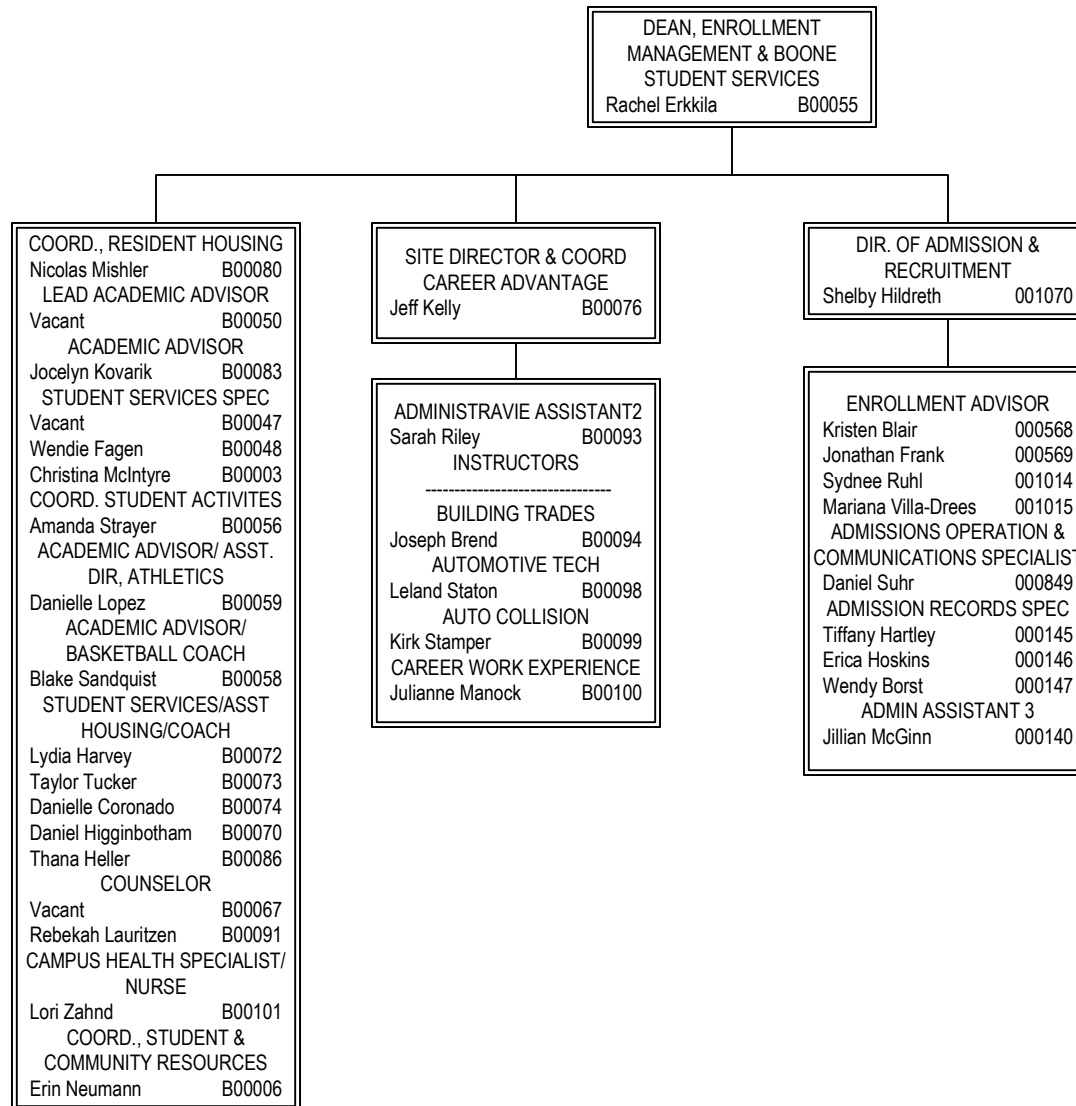 DEAN, ENROLLMENT
MANAGEMENT & BOONE
STUDENT SERVICES
Rachel Erkkila B00055
COORD., RESIDENT HOUSING
Nicolas Mishler B00080
LEAD ACADEMIC ADVISOR
Vacant B00050
ACADEMIC ADVISOR
Jocelyn Kovarik B00083
STUDENT SERVICES SPEC
Vacant B00047
Wendie Fagen B00048
Christina McIntyre B00003
COORD. STUDENT ACTIVITES
Amanda Strayer B00056
ACADEMIC ADVISOR/ ASST.
DIR, ATHLETICS
Danielle Lopez B00059
ACADEMIC ADVISOR/
BASKETBALL COACH
Blake Sandquist B00058
STUDENT SERVICES/ASST
HOUSING/COACH
Lydia Harvey B00072
Taylor Tucker B00073
Danielle Coronado B00074
Daniel Higginbotham B00070
Thana Heller B00086
COUNSELOR
Vacant B00067
Rebekah Lauritzen B00091
CAMPUS HEALTH SPECIALIST/
NURSE
Lori Zahnd B00101
COORD., STUDENT &
COMMUNITY RESOURCES
Erin Neumann B00006
SITE DIRECTOR & COORD
CAREER ADVANTAGE
Jeff Kelly B00076
ADMINISTRAVIE ASSISTANT2
Sarah Riley B00093
INSTRUCTORS
--------------------------------
BUILDING TRADES
Joseph Brend B00094
AUTOMOTIVE TECH
Leland Staton B00098
AUTO COLLISION
Kirk Stamper B00099
CAREER WORK EXPERIENCE
Julianne Manock B00100
DIR. OF ADMISSION &
RECRUITMENT
Shelby Hildreth 001070
ENROLLMENT ADVISOR
Kristen Blair 000568
Jonathan Frank 000569
Sydnee Ruhl 001014
Mariana Villa-Drees 001015
ADMISSIONS OPERATION &
COMMUNICATIONS SPECIALIST
Daniel Suhr 000849
ADMISSION RECORDS SPEC
Tiffany Hartley 000145
Erica Hoskins 000146
Wendy Borst 000147
ADMIN ASSISTANT 3
Jillian McGinn 000140